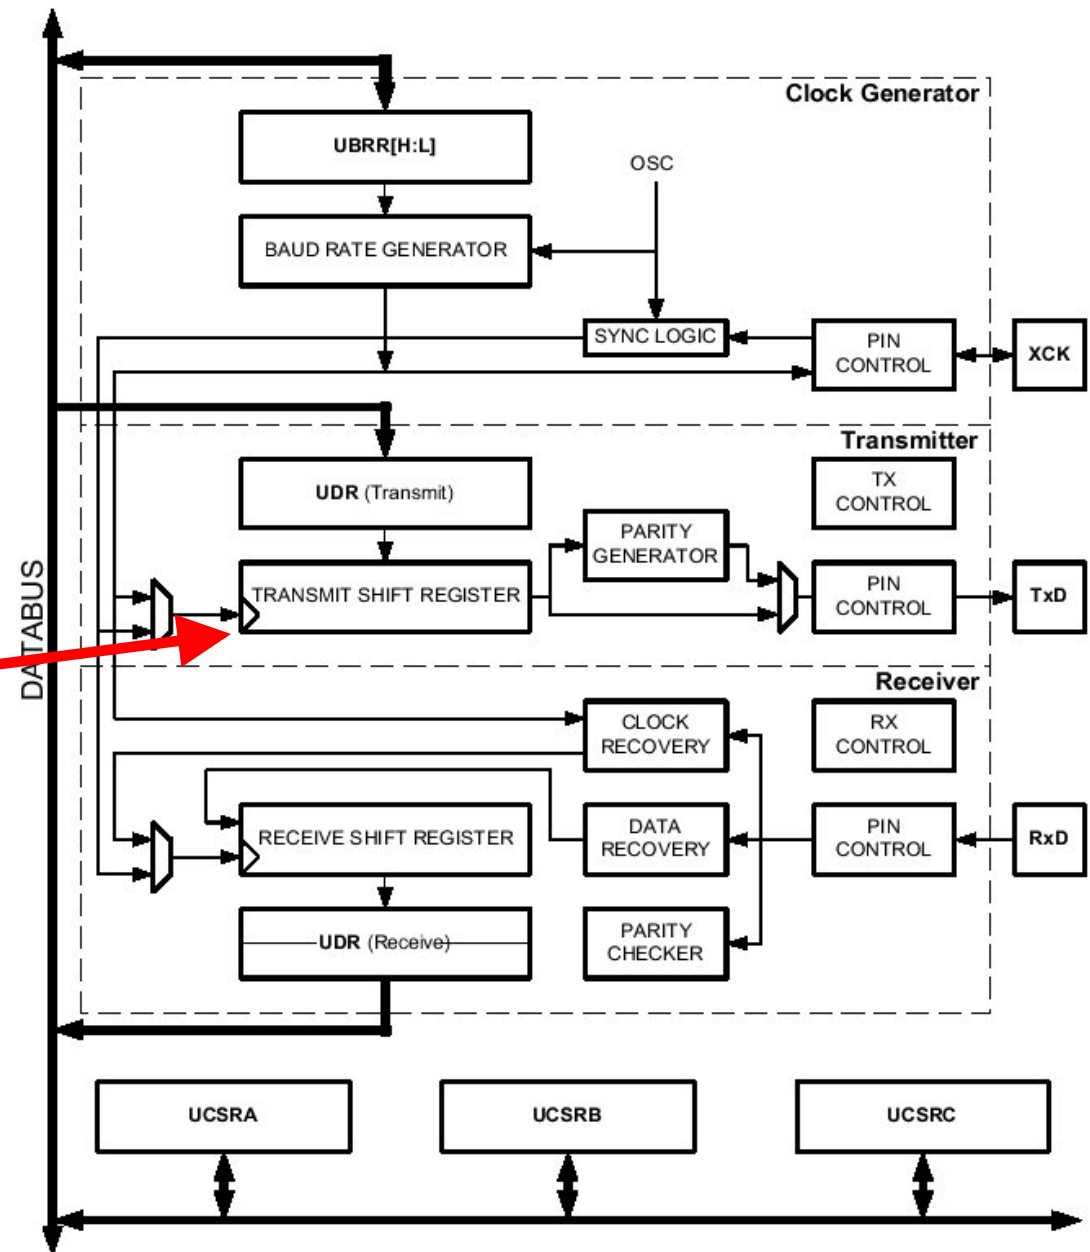 Clock Generator
UBRR[H:L]
OSC
BAUD RATE GENERATOR
SYNC LOGIC
PIN
CONTROL
XCK
Transmitter
TX
CONTROL
UDR (Transmit)
PARITY
GENERATOR
TRANSMIT SHIFT REGISTER
PIN
CONTROL
TxD
DATABUS
Receiver
CLOCK
RECOVERY
RX
CONTROL
RECEIVE SHIFT REGISTER
DATA
RECOVERY
PIN
CONTROL
RxD
UDR (Receive)
PARITY
CHECKER
UCSRA
UCSRB
UCSRC